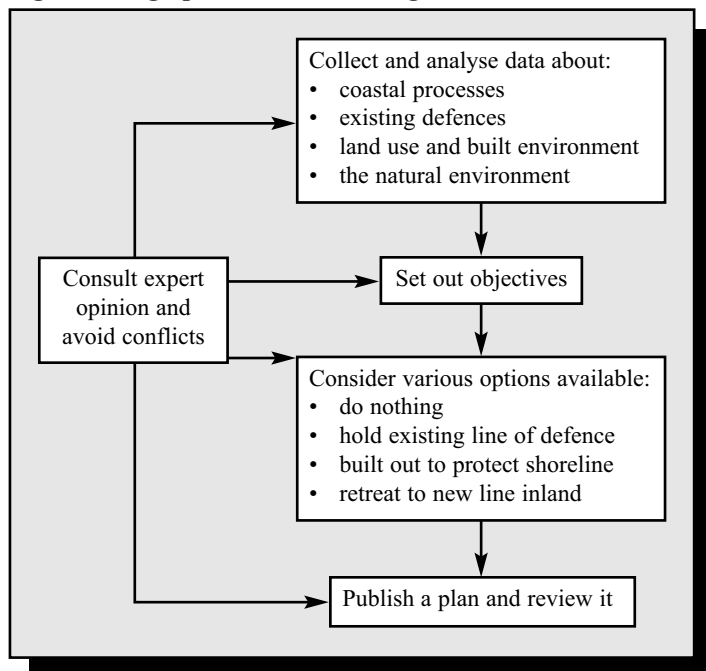 Collect and analyse data about:
• coastal processes
• existing defences
• land use and built environment
• the natural environment
Consult expert
opinion and
avoid conflicts
Set out objectives
Consider various options available:
• do nothing
• hold existing line of defence
• built out to protect shoreline
• retreat to new line inland
Publish a plan and review it